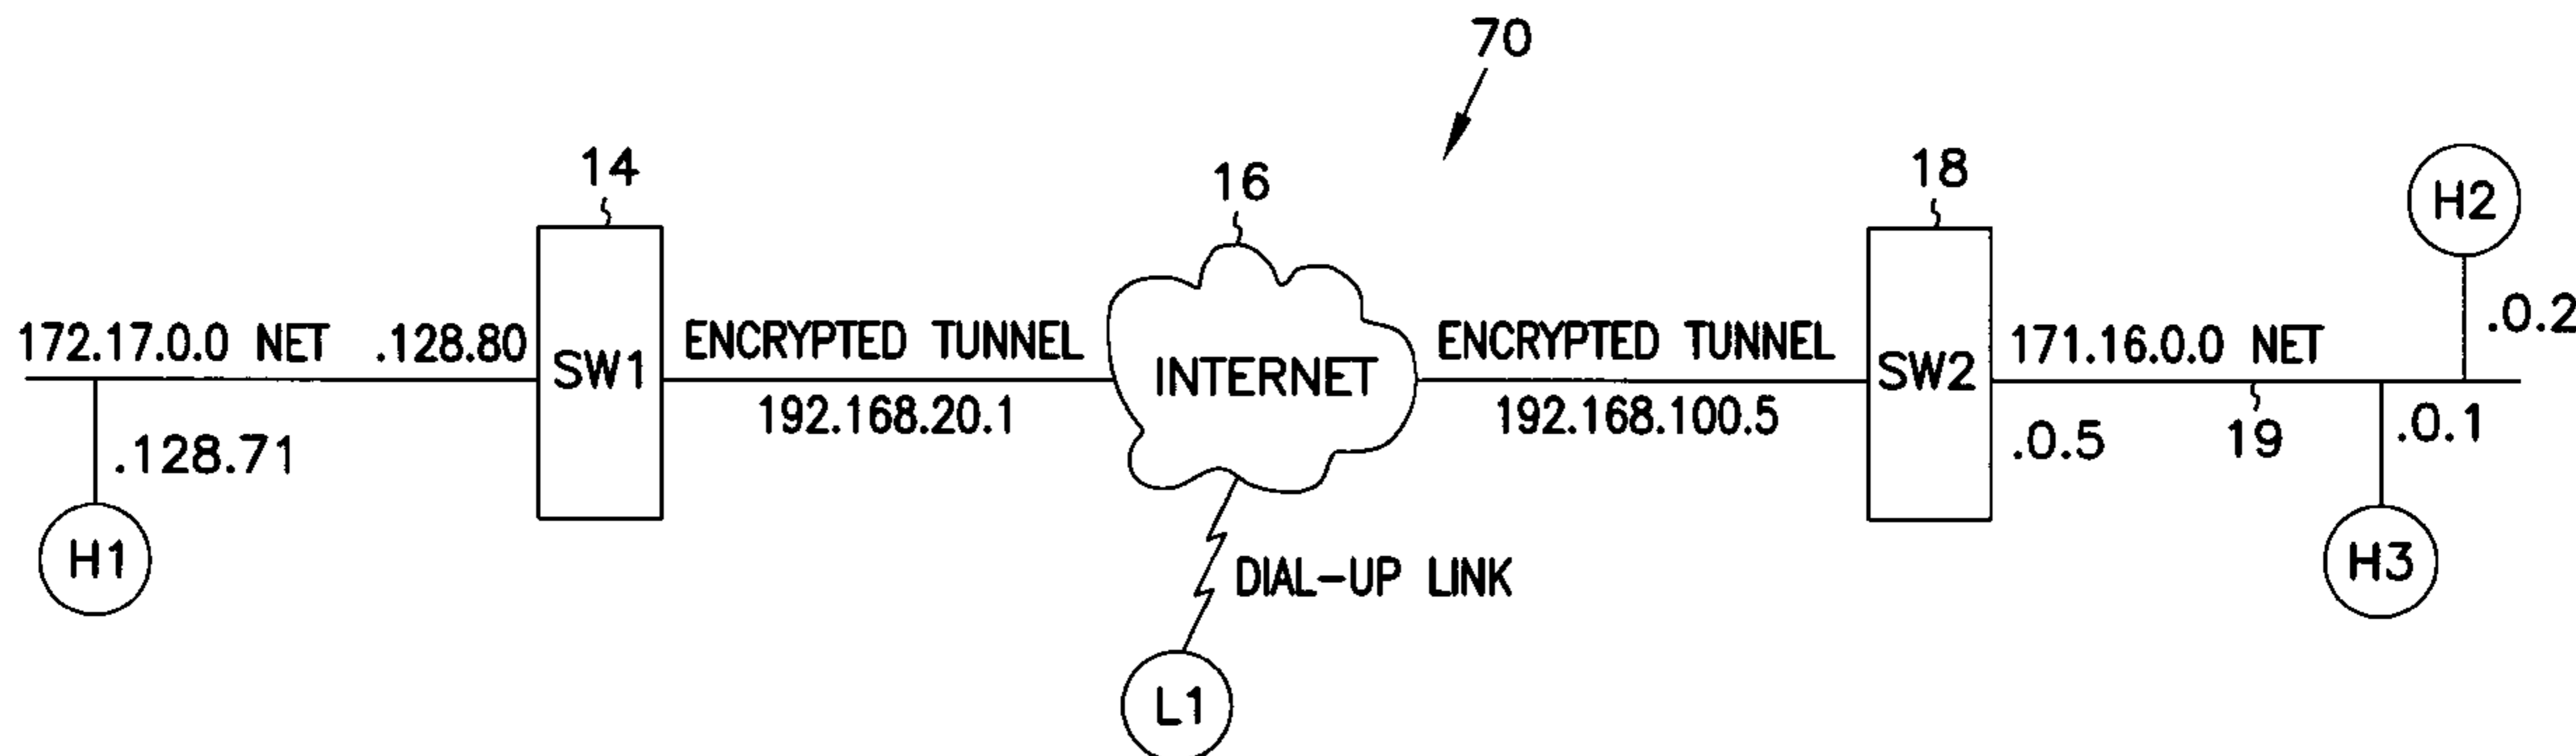 70
14
16
18
H2
172.17.0.0 NET
.128.80
SW1
ENCRYPTED TUNNEL
192.168.20.1
INTERNET
ENCRYPTED TUNNEL
192.168.100.5
SW2
171.16.0.0 NET
.0.2
.128.71
.0.5
19
.0.1
H1
DIAL-UP LINK
H3
L1